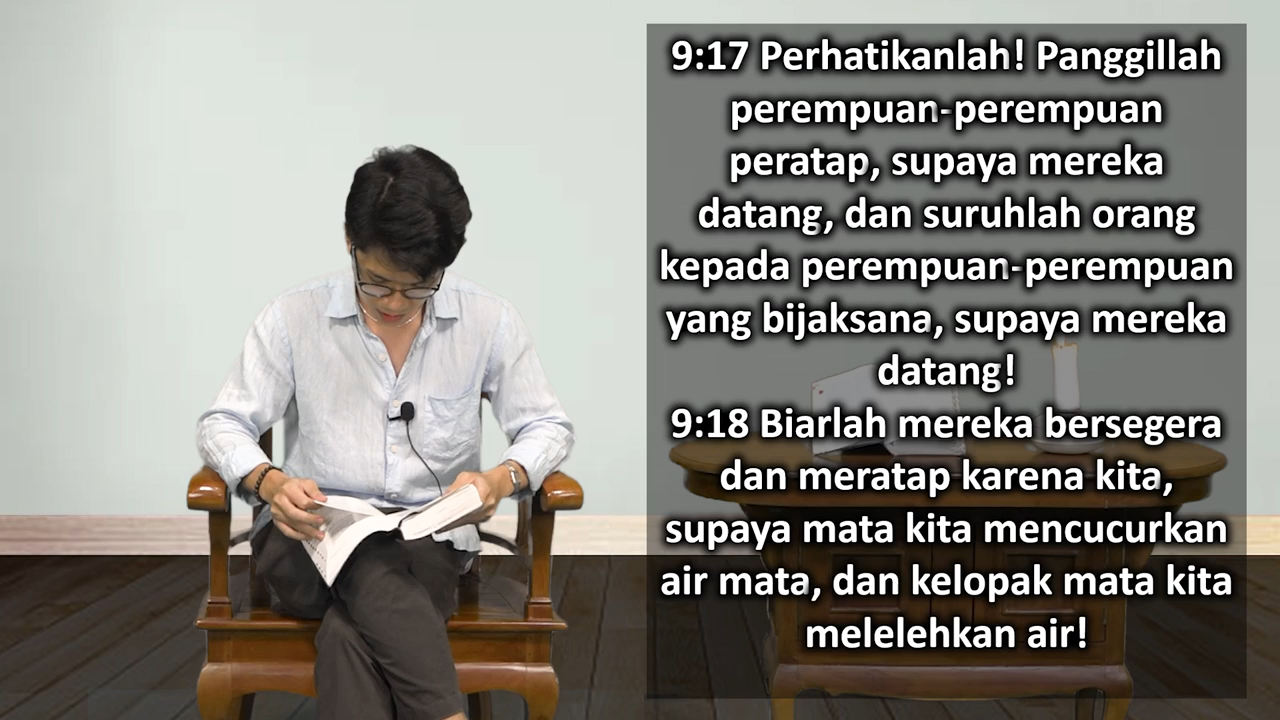 9:17 Perhatikanlah! Panggillah
perempuan-perempuan
peratap, supaya mereka
datang, dan suruhlah orang
kepada perempuan-perempuan
yang bijaksana, supaya mereka
datang!
9:18 Biarlah mereka bersegera
dan meratap karena kita,
supaya mata kita mencucurkan
air mata, dan kelopak mata kita
melelehkan air!